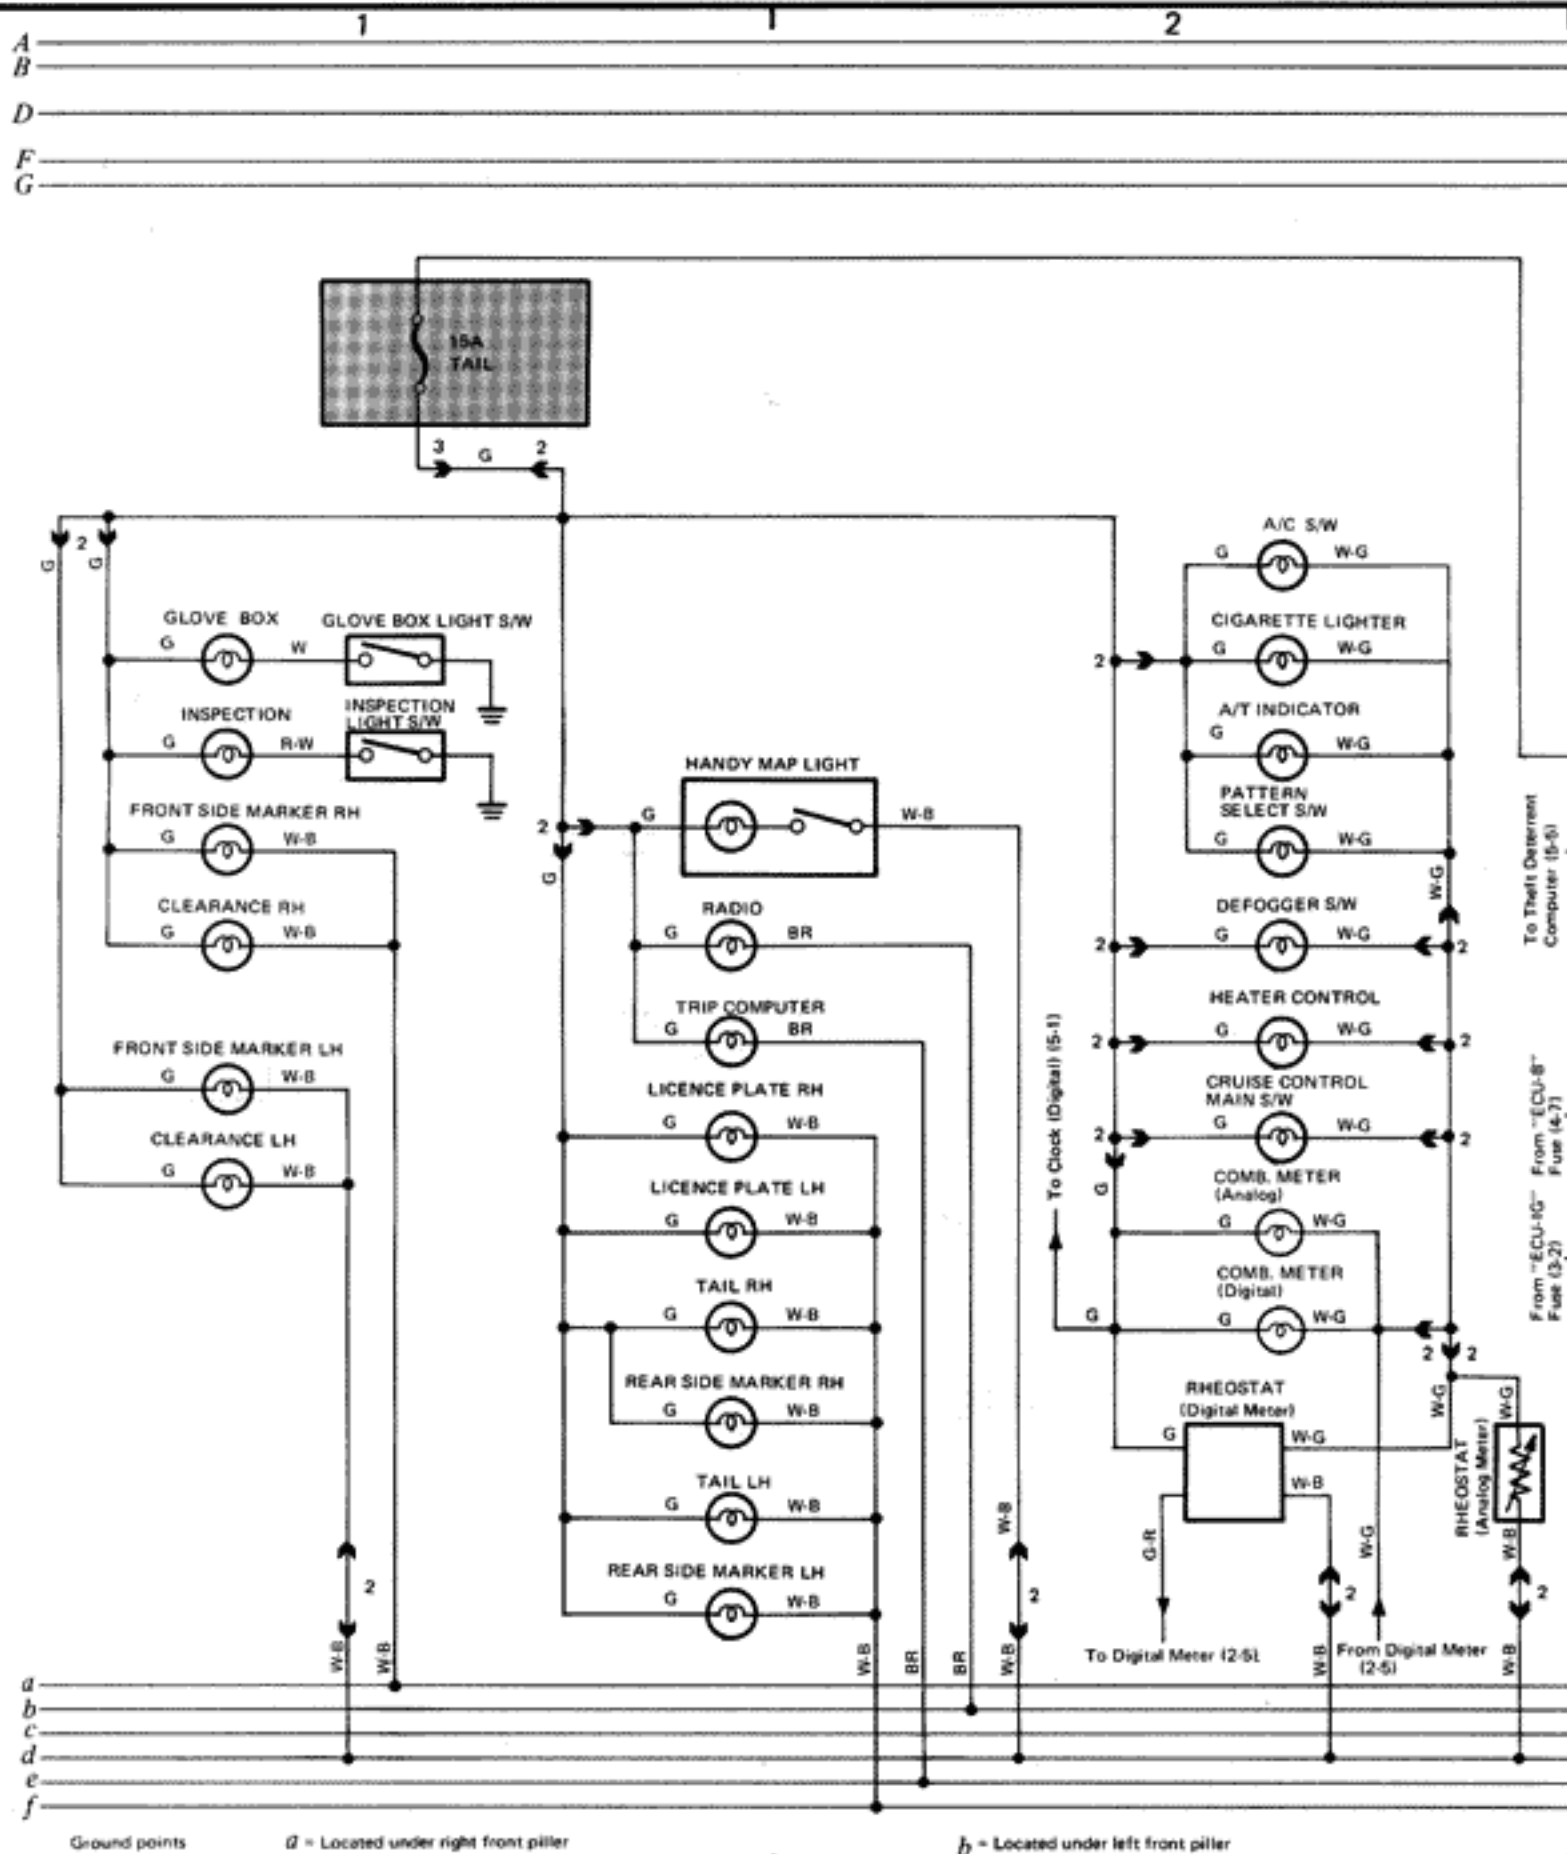 1
2
A
B
D
F
G
15A
TAIL
3
G
2
2
G
G
GLOVE BOX
G
W
GLOVE BOX LIGHT S/W
INSPECTION
G
R-W
INSPECTION
LIGHT S/W
FRONT SIDE MARKER RH
G
W-B
CLEARANCE RH
G
W-B
FRONT SIDE MARKER LH
G
W-B
CLEARANCE LH
G
W-B
2
W-B
W-B
HANDY MAP LIGHT
2
G
W-B
G
RADIO
G
BR
TRIP COMPUTER
G
BR
LICENCE PLATE RH
G
W-B
LICENCE PLATE LH
G
W-B
TAIL RH
G
W-B
REAR SIDE MARKER RH
G
W-B
TAIL LH
G
W-B
REAR SIDE MARKER LH
G
W-B
W-B
BR
BR
W-B
2
W-B
A/C S/W
G
W-G
CIGARETTE LIGHTER
2
G
W-G
A/T INDICATOR
G
W-G
PATTERN
SELECT S/W
G
W-G
W-G
DEFOGGER S/W
2
G
W-G
2
HEATER CONTROL
2
G
W-G
2
CRUISE CONTROL
MAIN S/W
2
G
W-G
2
G
COMB. METER
(Analog)
G
W-G
COMB. METER
(Digital)
G
G
W-G
2
2
To Clock (Digital) (5-1)
RHEOSTAT
(Digital Meter)
G
W-G
W-B
G-R
W-G
W-G
W-G
RHEOSTAT
(Analog Meter)
W-B
2
2
To Digital Meter (2-5)
W-B
From Digital Meter
(2-5)
W-B
To Theft Deterrent
Computer (5-5)
From "ECU-B"
Fuse (4-7)
From "ECU-IG"
Fuse (3-2)
a
b
c
d
e
f
Ground points
a = Located under right front piller
b = Located under left front piller